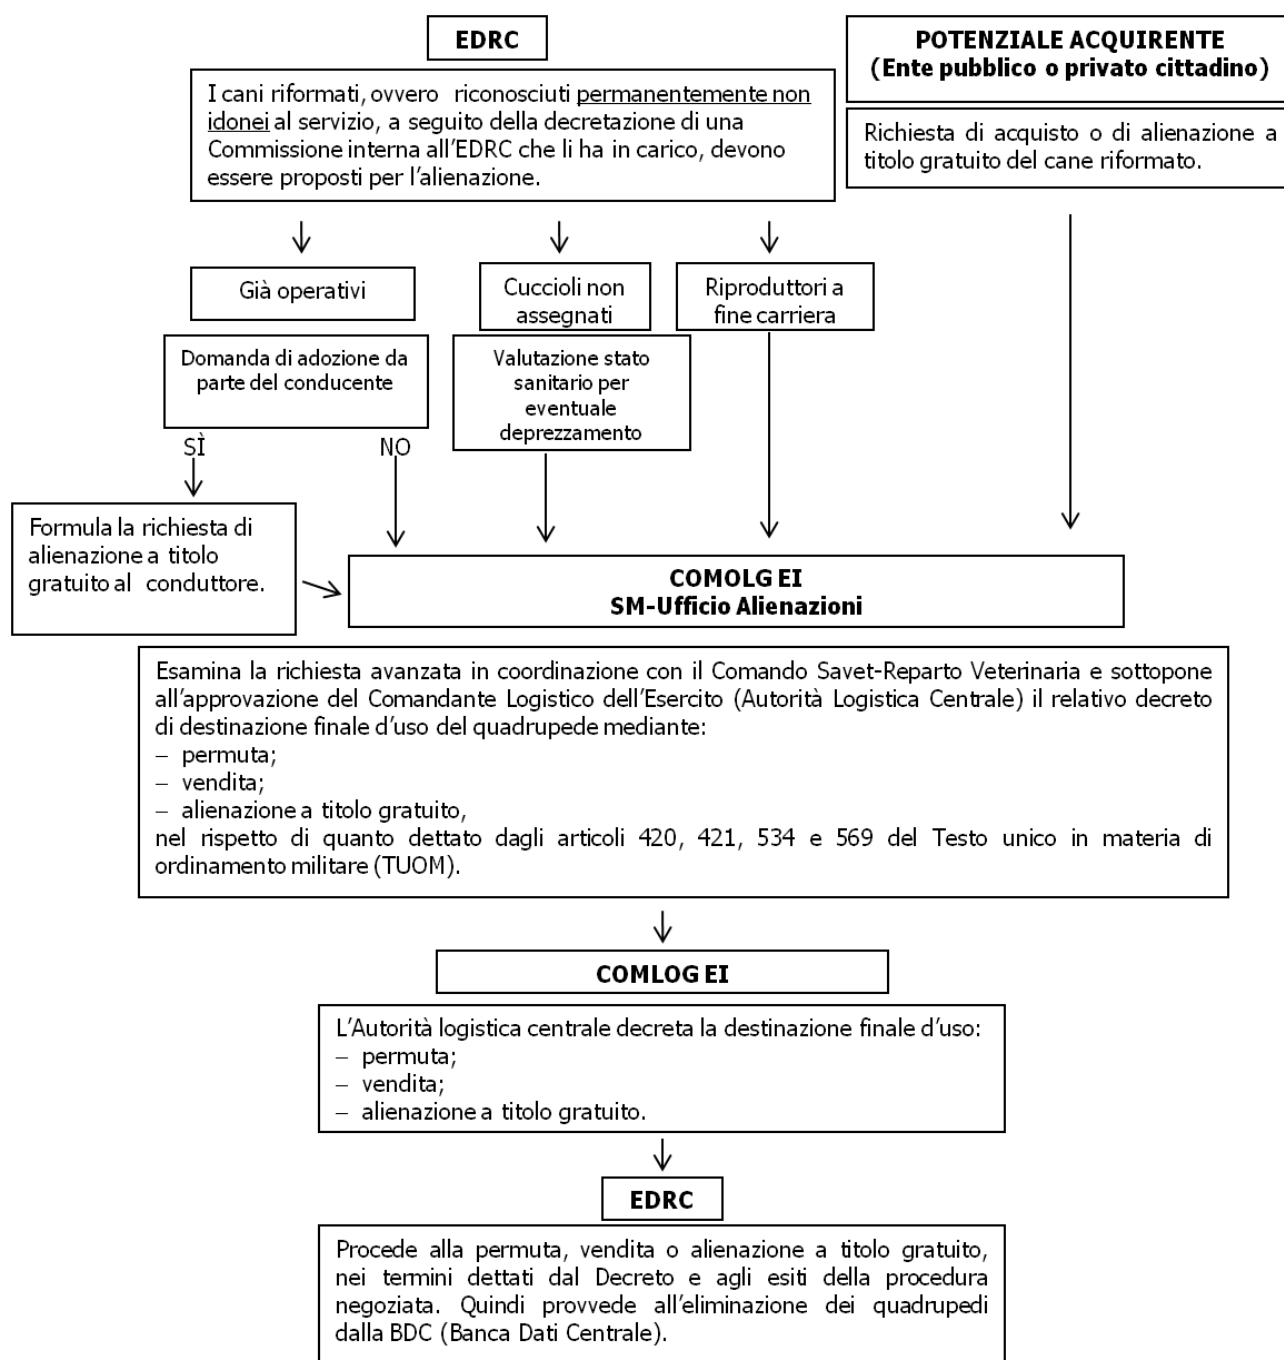 EDRC
I cani riformati, ovvero riconosciuti permanentemente non
idonei al servizio, a seguito della decretazione di una
Commissione interna all'EDRC che li ha in carico, devono
essere proposti per l'alienazione.
POTENZIALE ACQUIRENTE
(Ente pubblico o privato cittadino)
Richiesta di acquisto o di alienazione a
titolo gratuito del cane riformato.
Già operativi
Cuccioli non
assegnati
Riproduttori a
fine carriera
Domanda di adozione da
parte del conducente
Valutazione stato
sanitario per
eventuale
deprezzamento
SÌ
NO
Formula la richiesta di
alienazione a titolo
gratuito al conduttore.
COMOLG EI
SM-Ufficio Alienazioni
Esamina la richiesta avanzata in coordinazione con il Comando Savet-Reparto Veterinaria e sottopone
all'approvazione del Comandante Logistico dell'Esercito (Autorità Logistica Centrale) il relativo decreto
di destinazione finale d'uso del quadrupede mediante:
– permuta;
– vendita;
– alienazione a titolo gratuito,
nel rispetto di quanto dettato dagli articoli 420, 421, 534 e 569 del Testo unico in materia di
ordinamento militare (TUOM).
COMLOG EI
L'Autorità logistica centrale decreta la destinazione finale d'uso:
– permuta;
– vendita;
– alienazione a titolo gratuito.
EDRC
Procede alla permuta, vendita o alienazione a titolo gratuito,
nei termini dettati dal Decreto e agli esiti della procedura
negoziata. Quindi provvede all'eliminazione dei quadrupedi
dalla BDC (Banca Dati Centrale).